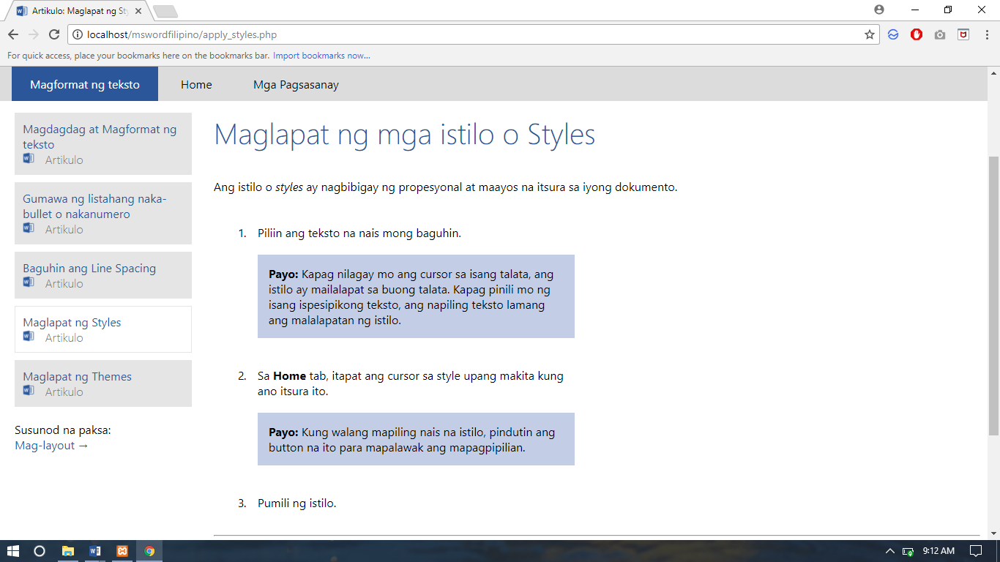 Artikulo: Maglapat ng St
localhost/mswordfilipino/apply_styles.php
For quick access, place your bookmarks here on the bookmarks bar. Import bookmarks now...
Magformat ng teksto
Home
Mga Pagsasanay
Magdagdag at Magformat ng
teksto
Artikulo
Gumawa ng listahang naka-
bullet o nakanumero
Artikulo
Baguhin ang Line Spacing
Artikulo
Maglapat ng Styles
Artikulo
Maglapat ng Themes
Artikulo
Susunod na paksa:
Mag-layout →
Maglapat ng mga istilo o Styles
Ang istilo o styles ay nagbibigay ng propesyonal at maayos na itsura sa iyong dokumento.
1. Piliin ang teksto na nais mong baguhin.
Payo: Kapag nilagay mo ang cursor sa isang talata, ang
istilo ay mailalapat sa buong talata. Kapag pinili mo ng
isang ispesipikong teksto, ang napiling teksto lamang
ang malalapatan ng istilo.
2. Sa Home tab, itapat ang cursor sa style upang makita kung
ano itsura ito.
Payo: Kung walang mapiling nais na istilo, pindutin ang
button na ito para mapalawak ang mapagpipilian.
3. Pumili ng istilo.
9:12 AM